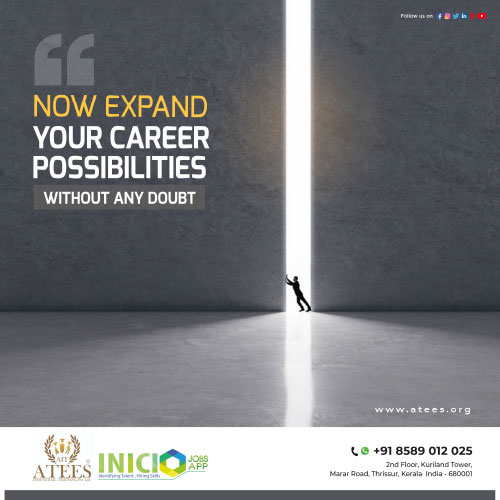 Follow us on
NOW EXPAND
YOUR CAREER
POSSIBILITIES
WITHOUT ANY DOUBT
www.atees.org
ATEES
INICIO JOBS APP
Identifying Talent.. Hiring Skills
+91 8589 012 025
2nd Floor, Kuriland Tower,
Marar Road, Thrissur, Kerala India - 680001